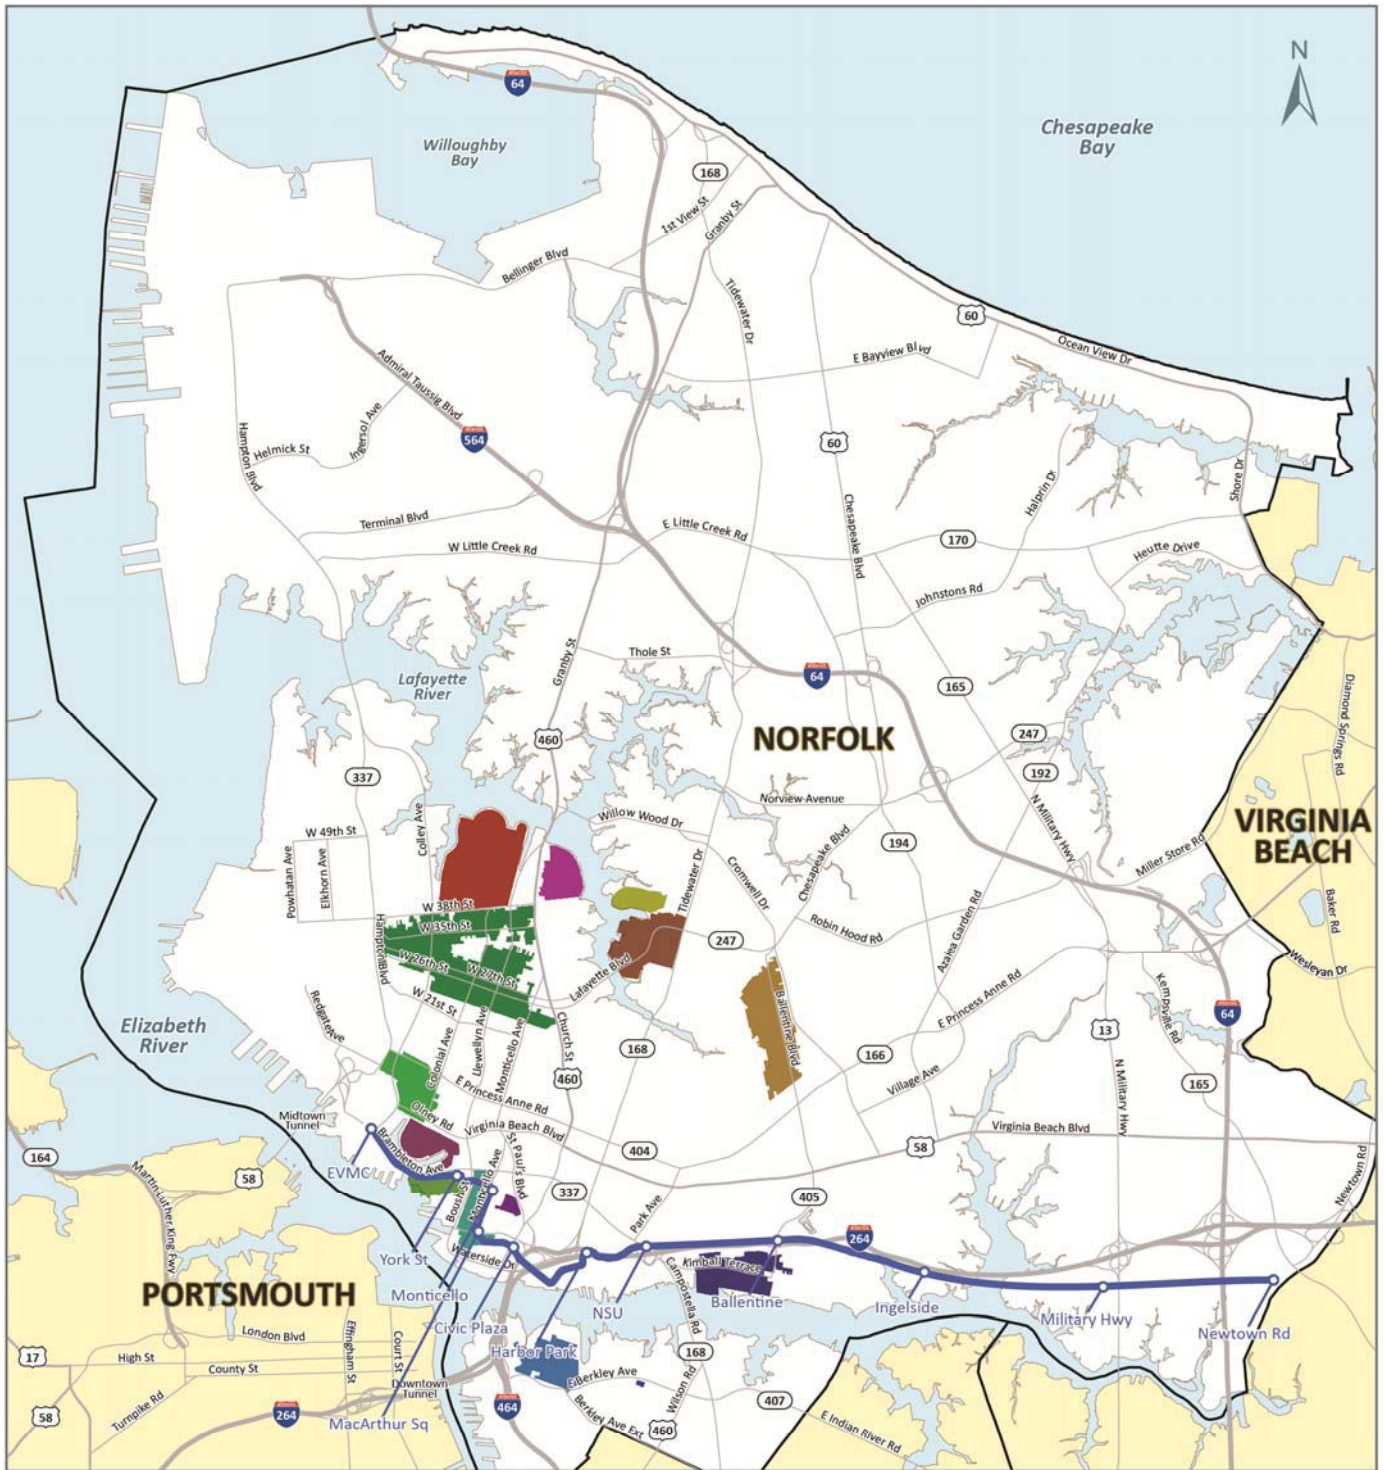 N
64
Willoughby
Bay
Chesapeake
Bay
168
1st View St
Granby St
Bellinger Blvd
Tidewater Dr
60
Ocean View Dr
E Bayview Blvd
Admiral Taussig Blvd
564
Hampton Blvd
Helmick St
Ingersol Ave
60
Shore Dr
Halprin Dr
Terminal Blvd
E Little Creek Rd
Chesapeake Blvd
170
W Little Creek Rd
Heutte Drive
Johnstons Rd
Granby St
Thole St
Lafayette
River
64
165
Diamond Springs Rd
NORFOLK
460
247
192
337
Norview Avenue
N Military Hwy
Willow Wood Dr
Colley Ave
W 49th St
Chesapeake Blvd
194
VIRGINIA
BEACH
Miller Store Rd
Powhatan Ave
Elkhorn Ave
Tidewater Dr
Cromwell Dr
Baker Rd
W 38th St
W 35th St
Robin Hood Rd
Azalea Garden Rd
Hampton Blvd
247
W 26th St
W 27th St
Lafayette Blvd
Wesleyan Dr
W 21st St
E Princess Anne Rd
Kempsville Rd
Redgate Ave
Ballentine Blvd
64
Elizabeth
River
13
Church St
Llewellyn Ave
Monticello Ave
Colonial Ave
168
166
460
165
Village Ave
N Military Hwy
E Princess Anne Rd
Olney Rd
Midtown
Tunnel
Virginia Beach Blvd
Virginia Beach Blvd
404
58
St Paul's Blvd
Brambleton Ave
164
Newtown Rd
EVMC
58
Martin Luther King Fwy
Monticello Ave
Boush St
337
405
Park Ave
264
Waterside Dr
York St
Kimball Terrace
Campostella Rd
PORTSMOUTH
Monticello
NSU
Ballentine
Ingelside
Military Hwy
Newtown Rd
Civic Plaza
Harbor Park
London Blvd
Effingham St
Court St
17
High St
County St
168
E Berkley Ave
Wilson Rd
Downtown
Tunnel
Turnpike Rd
58
264
MacArthur Sq
464
Berkley Ave Ext
460
407
E Indian River Rd